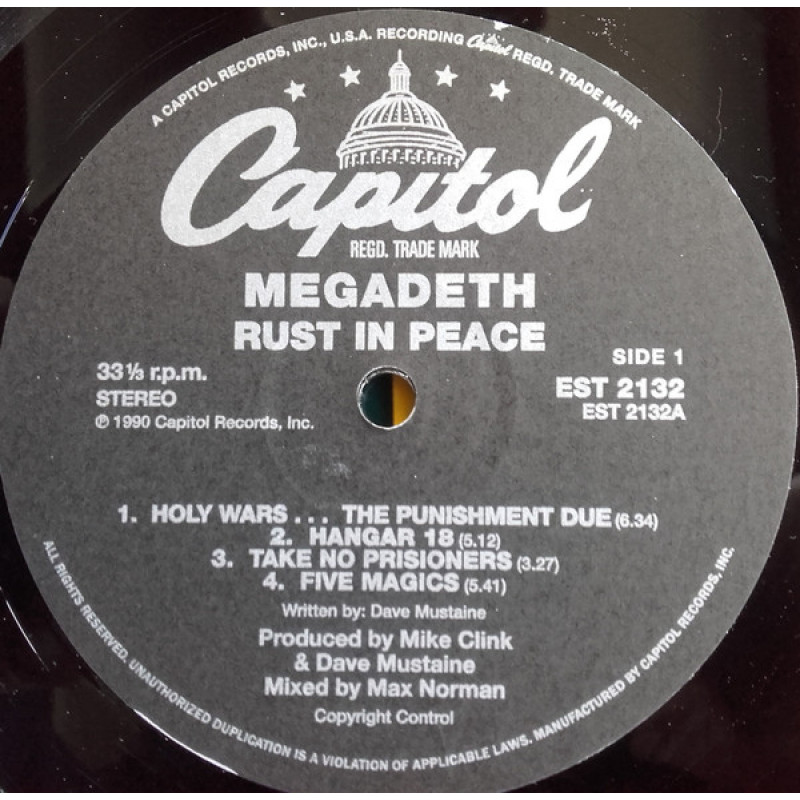 A CAPITOL RECORDS, INC., U.S.A. RECORDING Capitol REGD. TRADE MARK
Capitol
REGD. TRADE MARK
MEGADETH
RUST IN PEACE
33 1/3 r.p.m.
STEREO
℗ 1990 Capitol Records, Inc.
SIDE 1
EST 2132
EST 2132A
1. HOLY WARS . . . THE PUNISHMENT DUE (6.34)
2. HANGAR 18 (5.12)
3. TAKE NO PRISIONERS (3.27)
4. FIVE MAGICS (5.41)
Written by: Dave Mustaine
Produced by Mike Clink
& Dave Mustaine
Mixed by Max Norman
Copyright Control
ALL RIGHTS RESERVED. UNAUTHORIZED DUPLICATION IS A VIOLATION OF APPLICABLE LAWS. MANUFACTURED BY CAPITOL RECORDS, INC.